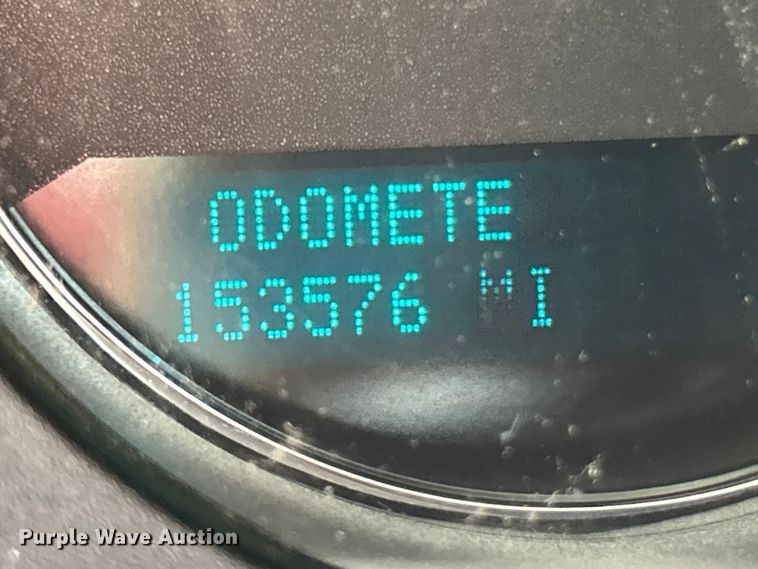 ODOMETE
153576 MI
Purple Wave Auction